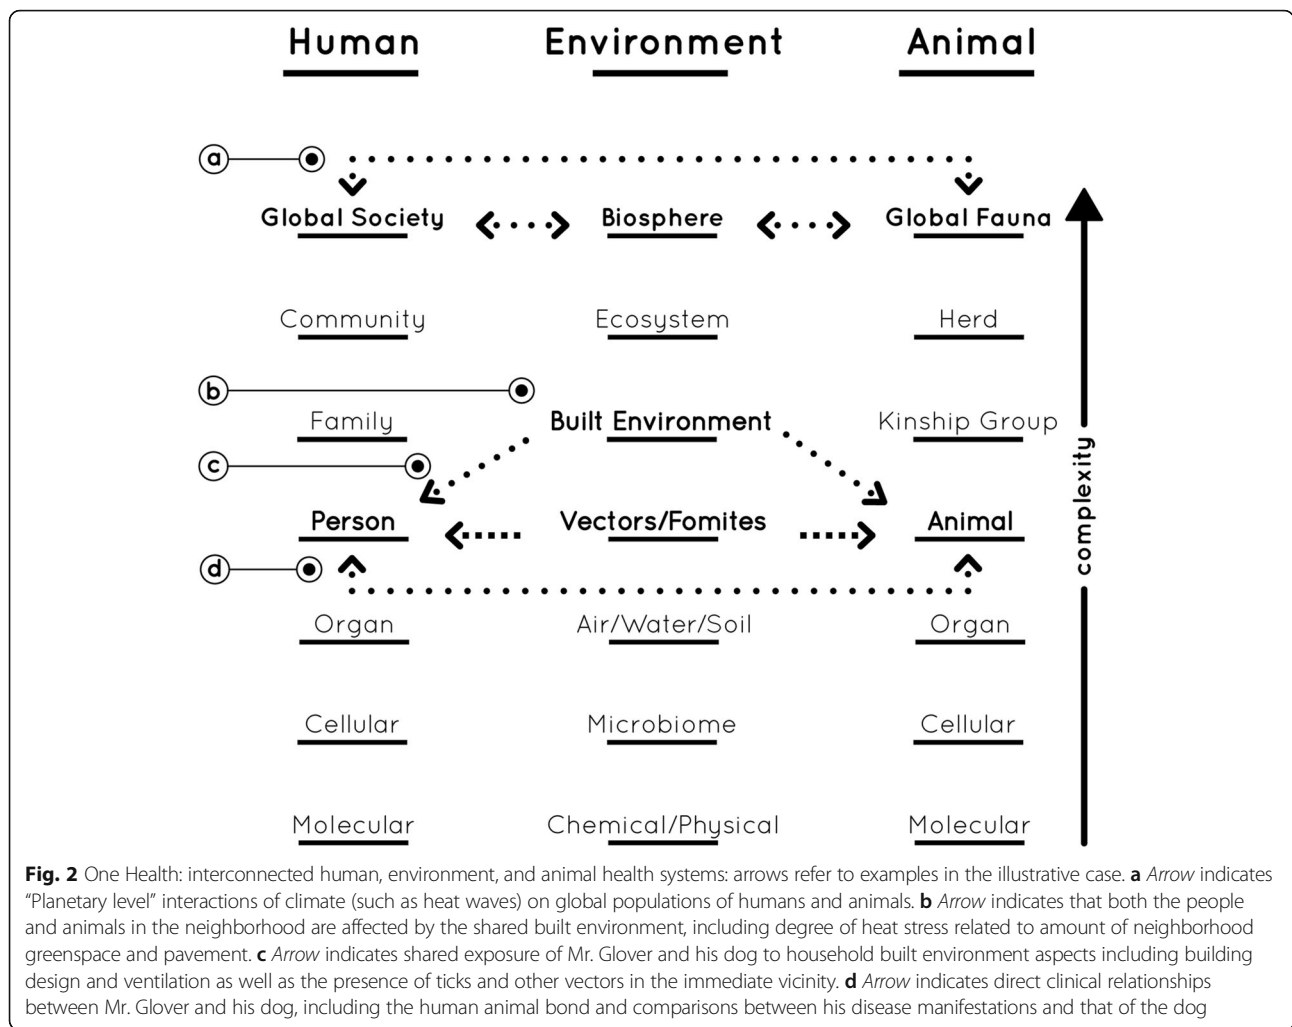 Human Environment Animal
a
Global Society Biosphere Global Fauna
Community Ecosystem Herd
b
Family Built Environment Kinship Group
c
complexity
Person Vectors/Fomites Animal
d
Organ Air/Water/Soil Organ
Cellular Microbiome Cellular
Molecular Chemical/Physical Molecular
Fig. 2 One Health: interconnected human, environment, and animal health systems: arrows refer to examples in the illustrative case. a Arrow indicates
“Planetary level” interactions of climate (such as heat waves) on global populations of humans and animals. b Arrow indicates that both the people
and animals in the neighborhood are affected by the shared built environment, including degree of heat stress related to amount of neighborhood
greenspace and pavement. c Arrow indicates shared exposure of Mr. Glover and his dog to household built environment aspects including building
design and ventilation as well as the presence of ticks and other vectors in the immediate vicinity. d Arrow indicates direct clinical relationships
between Mr. Glover and his dog, including the human animal bond and comparisons between his disease manifestations and that of the dog